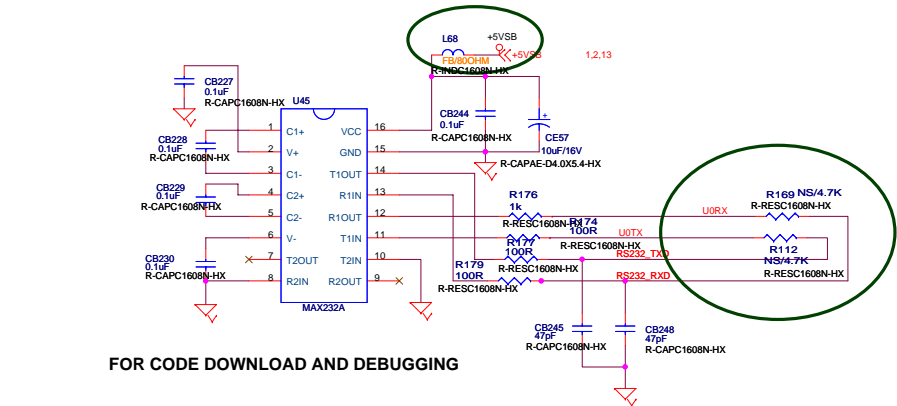 L68
+5VSB
FB/80OHM
+5VSB
1,2,13
R-INDC1608N-HX
CB227
0.1uF
R-CAPC1608N-HX
U45
CB244
0.1uF
R-CAPC1608N-HX
CE57
10uF/16V
R-CAPAE-D4.0X5.4-HX
CB228
0.1uF
R-CAPC1608N-HX
CB229
0.1uF
R-CAPC1608N-HX
CB230
0.1uF
R-CAPC1608N-HX
1 C1+ VCC 16
2 V+ GND 15
3 C1- T1OUT 14
4 C2+ R1IN 13
5 C2- R1OUT 12
6 V- T1IN 11
7 T2OUT T2IN 10
8 R2IN R2OUT 9
MAX232A
R176
1k
R-RESC1608N-HX
R174
100R
R-RESC1608N-HX
R177
100R
R-RESC1608N-HX
R179
100R
R-RESC1608N-HX
U0RX
U0TX
RS232_TXD
RS232_RXD
R169 NS/4.7K
R-RESC1608N-HX
R112
NS/4.7K
R-RESC1608N-HX
CB245
47pF
R-CAPC1608N-HX
CB248
47pF
R-CAPC1608N-HX
FOR CODE DOWNLOAD AND DEBUGGING